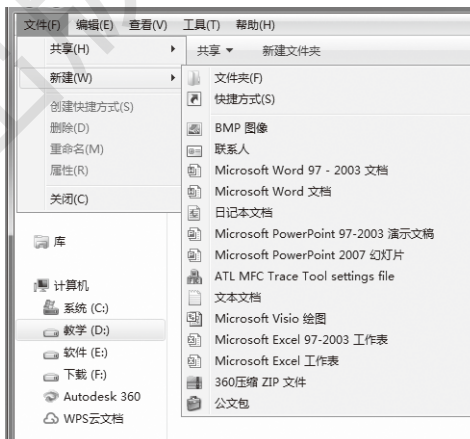 文件(F) 编辑(E) 查看(V) 工具(T) 帮助(H)
共享(H)
共享 新建文件夹
新建(W)
创建快捷方式(S)
删除(D)
重命名(M)
属性(R)
关闭(C)
文件夹(F)
快捷方式(S)
BMP 图像
联系人
Microsoft Word 97 - 2003 文档
Microsoft Word 文档
日记本文档
Microsoft PowerPoint 97-2003 演示文稿
Microsoft PowerPoint 2007 幻灯片
ATL MFC Trace Tool settings file
文本文档
Microsoft Visio 绘图
Microsoft Excel 97-2003 工作表
Microsoft Excel 工作表
360压缩 ZIP 文件
公文包
库
计算机
系统 (C:)
教学 (D:)
软件 (E:)
下载 (F:)
Autodesk 360
WPS云文档